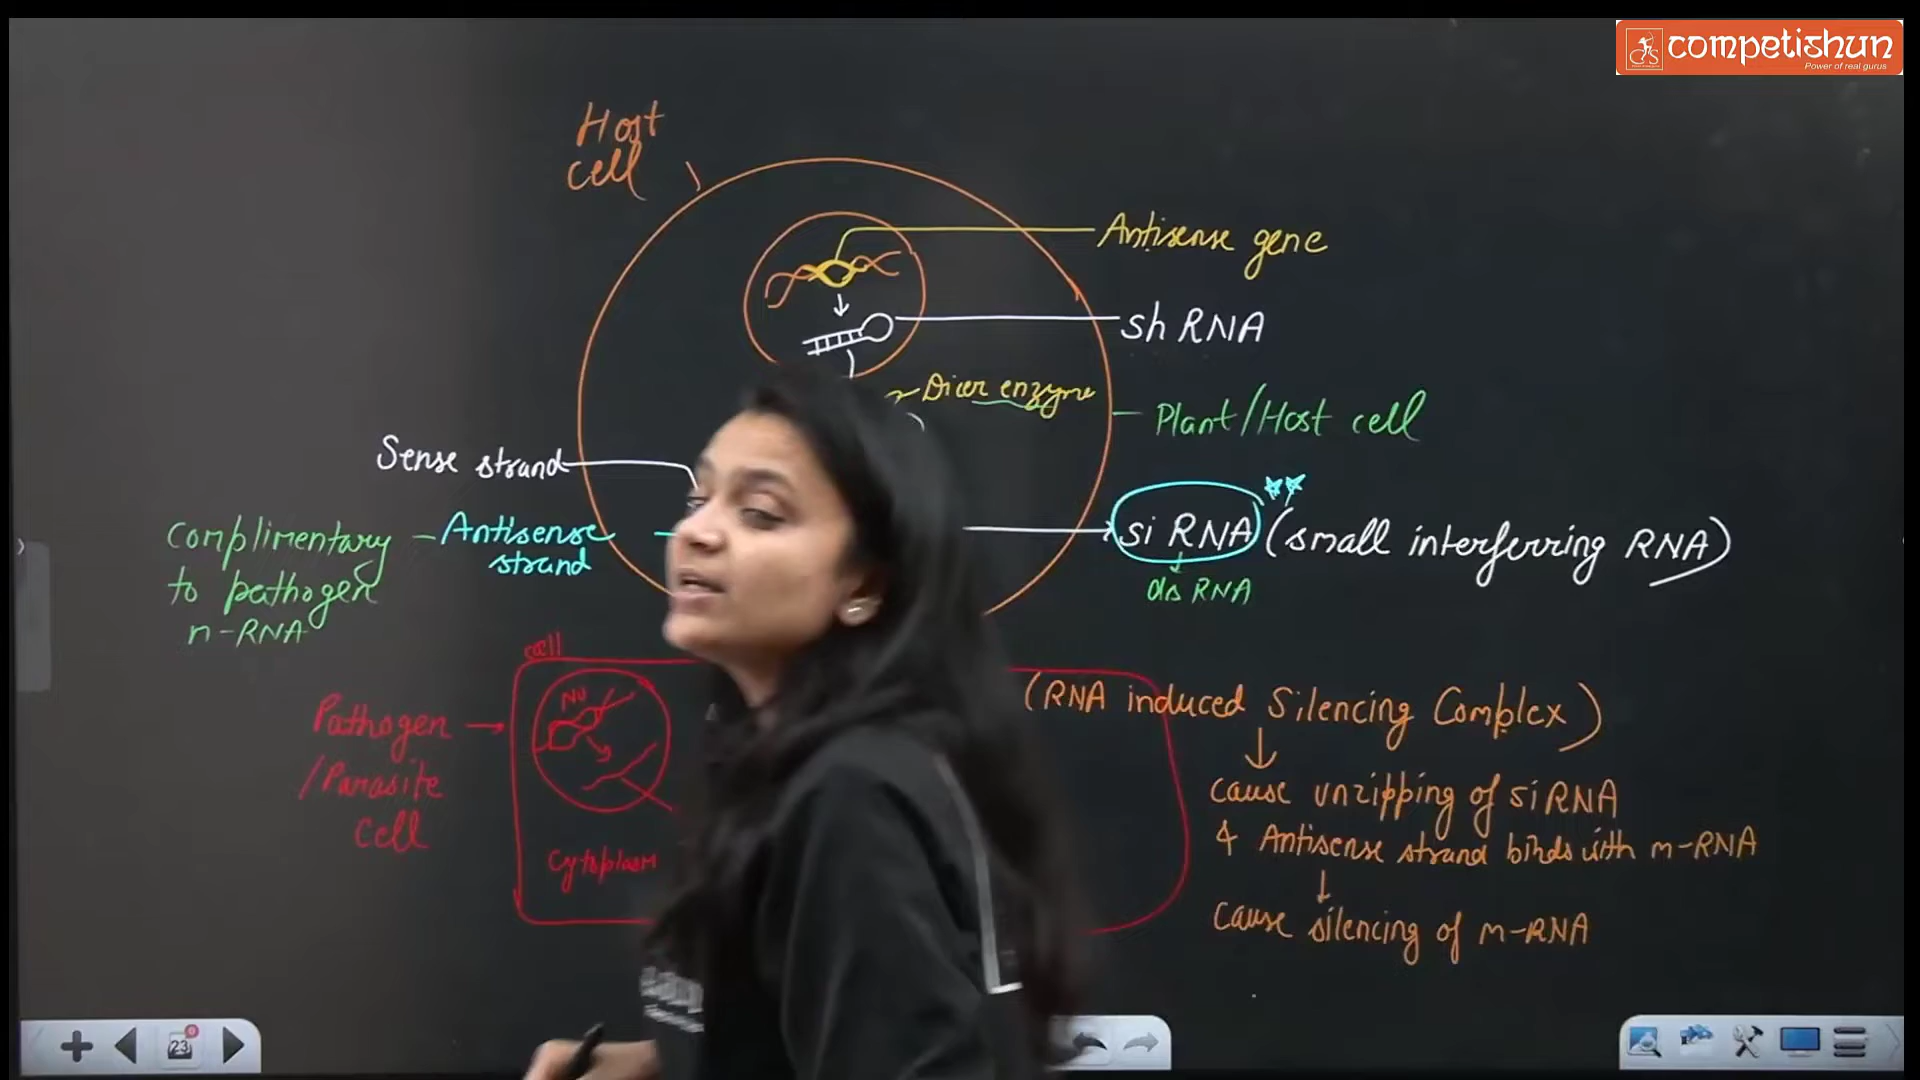 competishun
Power of real gurus
Host
cell
Antisense gene
sh RNA
Dicer enzyme
Plant/Host cell
Sense strand
Complimentary
to pathogen
n-RNA
Antisense
strand
si RNA (small interferring RNA)
ds RNA
cell
NU
Pathogen
/Parasite
cell
Cytoplasm
(RNA induced Silencing Complex)
cause unzipping of siRNA
& Antisense strand binds with m-RNA
cause silencing of m-RNA
23